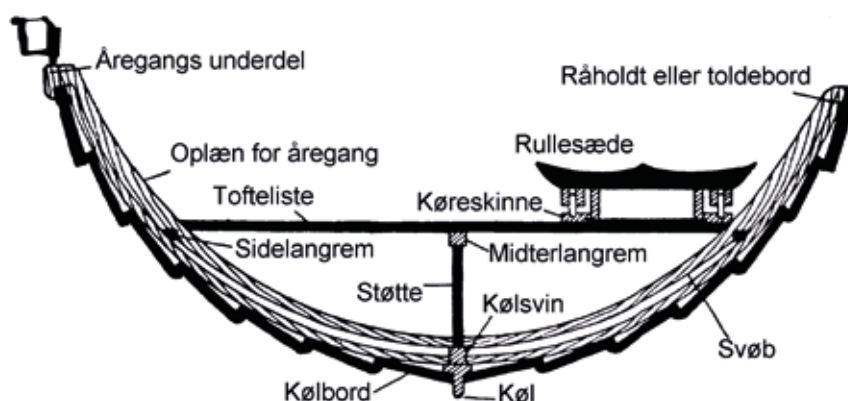 Åregangs underdel
Råholdt eller toldebord
Oplæn for åregang
Rullesæde
Tofteliste
Køreskinne
Sidelangrem
Midterlangrem
Støtte
Kølsvin
Svøb
Kølbord
Køl